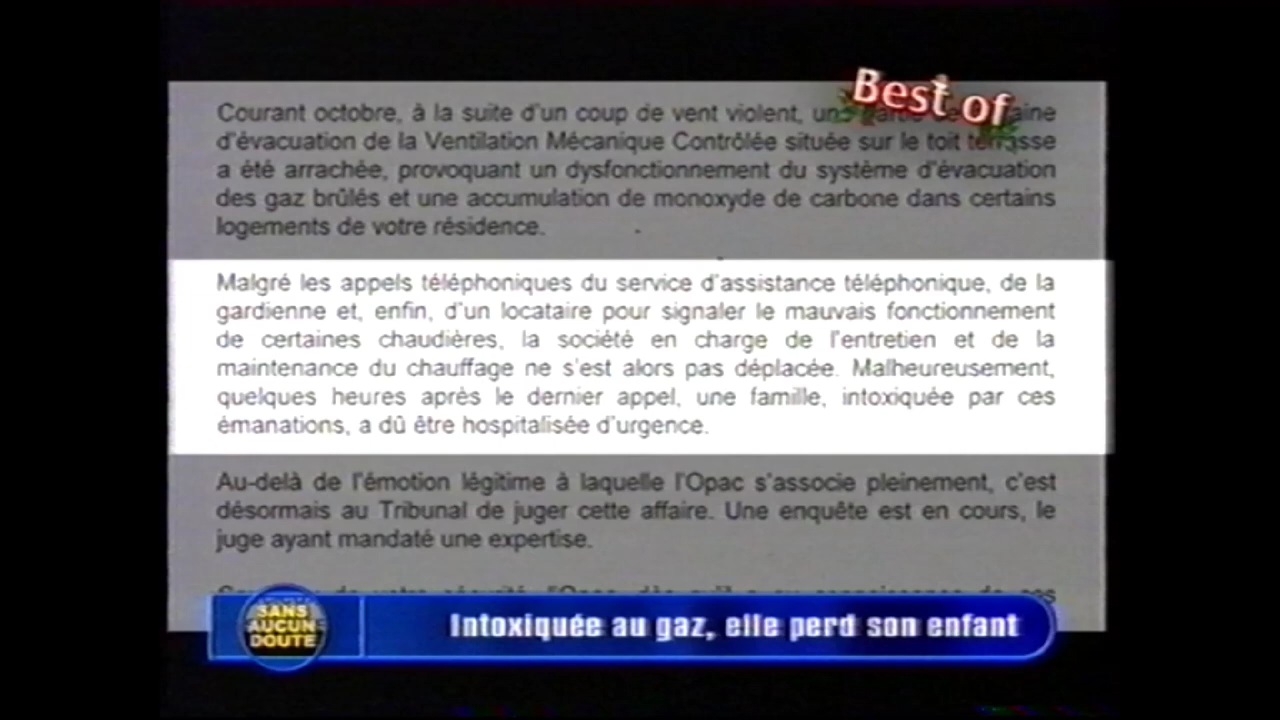 Best of
Courant octobre, à la suite d'un coup de vent violent, une
d'évacuation de la Ventilation Mécanique Contrôlée située sur le toit terrasse
a été arrachée, provoquant un dysfonctionnement du système d'évacuation
des gaz brûlés et une accumulation de monoxyde de carbone dans certains
logements de votre résidence.
Malgré les appels téléphoniques du service d'assistance téléphonique, de la
gardienne et, enfin, d'un locataire pour signaler le mauvais fonctionnement
de certaines chaudières, la société en charge de l'entretien et de la
maintenance du chauffage ne s'est alors pas déplacée. Malheureusement,
quelques heures après le dernier appel, une famille, intoxiquée par ces
émanations, a dû être hospitalisée d'urgence.
Au-delà de l'émotion légitime à laquelle l'Opac s'associe pleinement, c'est
désormais au Tribunal de juger cette affaire. Une enquête est en cours, le
juge ayant mandaté une expertise.
SANS
AUCUN
DOUTE
Intoxiquée au gaz, elle perd son enfant